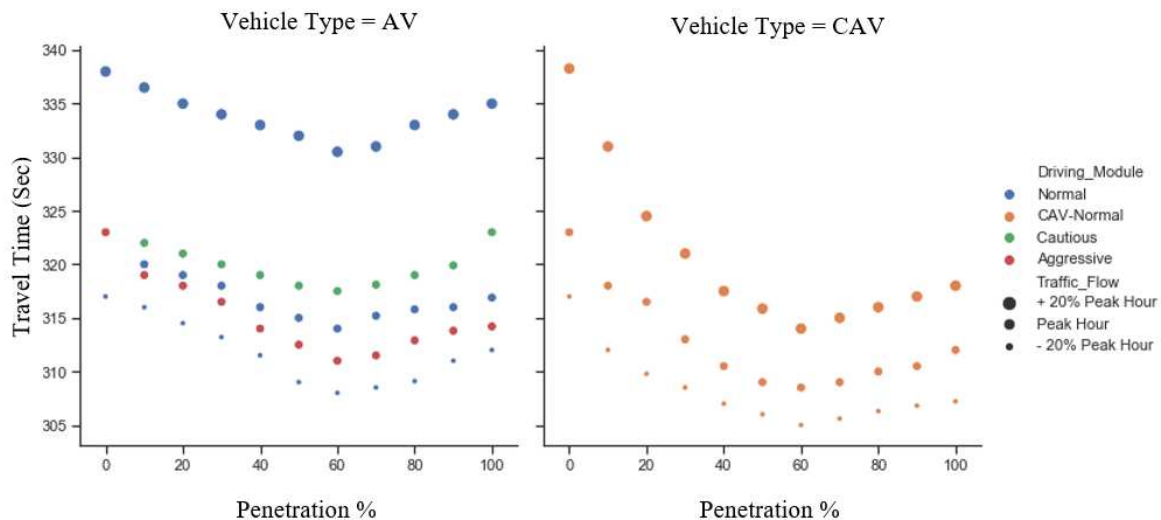 Vehicle Type = AV
Vehicle Type = CAV
Travel Time (Sec)
340
335
330
325
320
315
310
305
0 20 40 60 80 100
0 20 40 60 80 100
Penetration %
Penetration %
Driving_Module
Normal
CAV-Normal
Cautious
Aggressive
Traffic_Flow
+ 20% Peak Hour
Peak Hour
- 20% Peak Hour